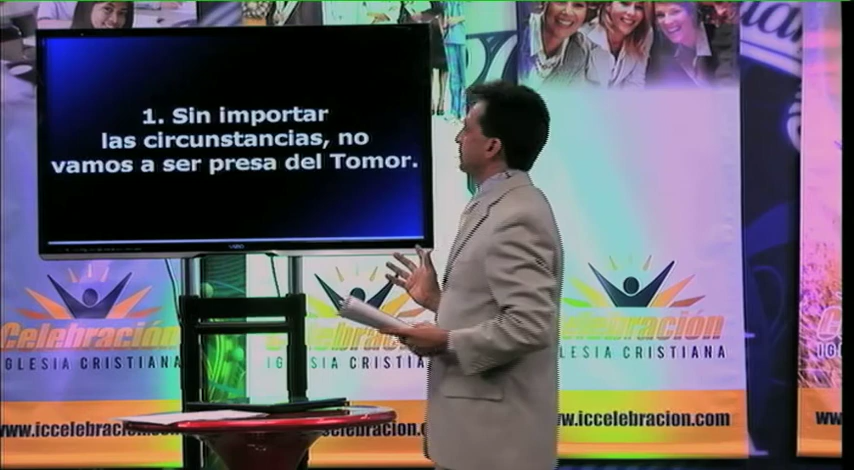 1. Sin importar
las circunstancias, no
vamos a ser presa del Tomor.
VIZIO
Celebración
IGLESIA CRISTIANA
Celebración
IGLESIA CRISTIANA
Celebración
IGLESIA CRISTIANA
www.iccelebracion.com
www.iccelebracion.com